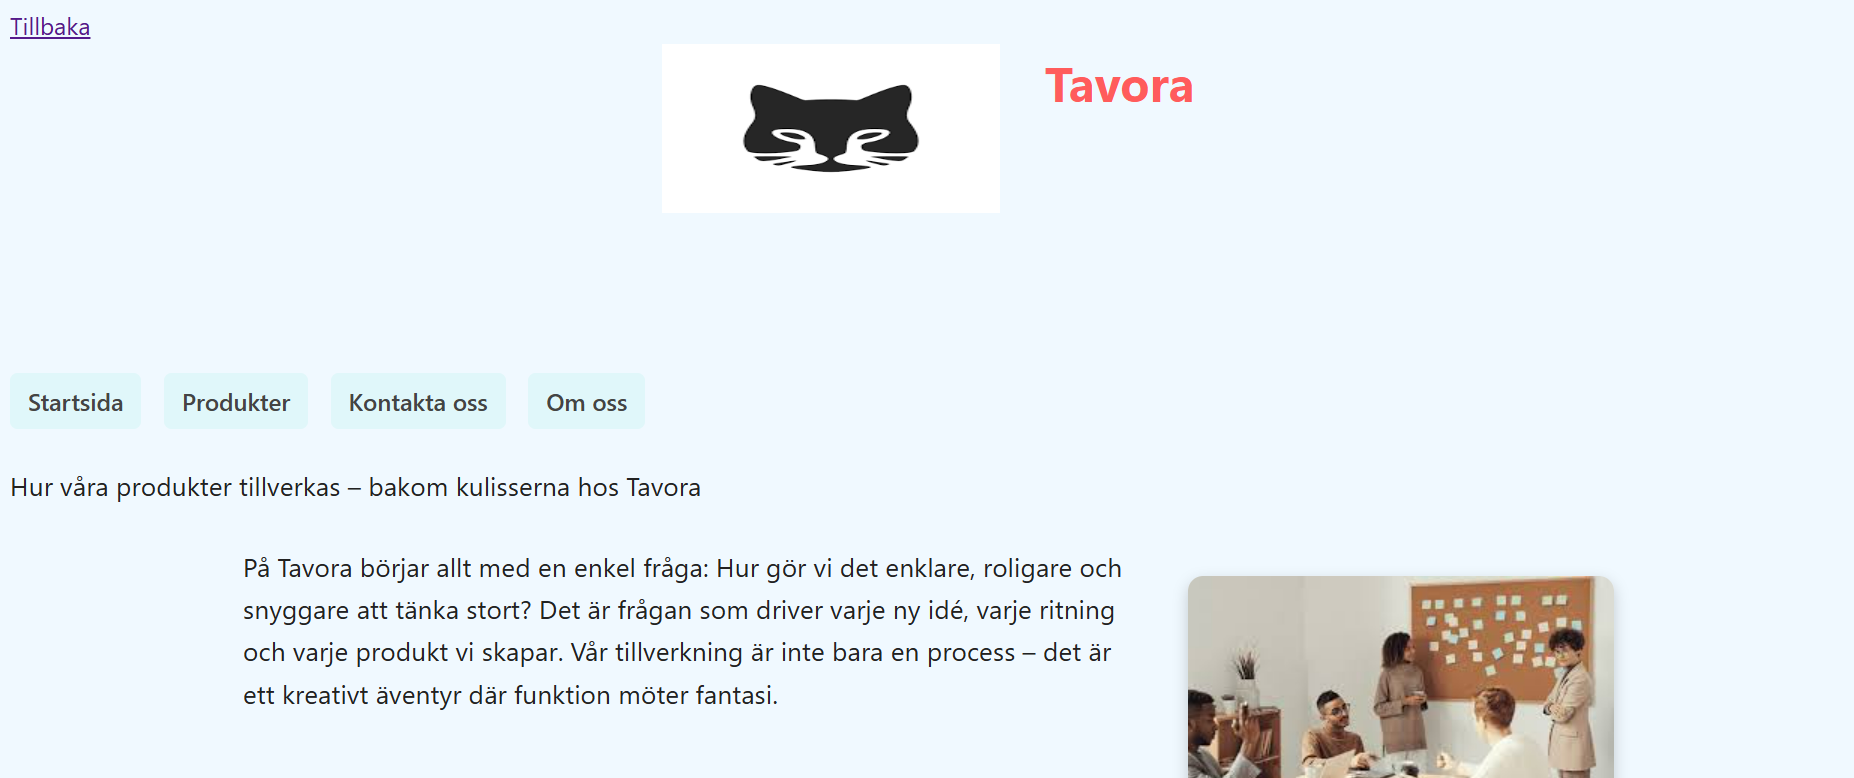 Tillbaka
Tavora
Startsida
Produkter
Kontakta oss
Om oss
Hur våra produkter tillverkas – bakom kulisserna hos Tavora
På Tavora börjar allt med en enkel fråga: Hur gör vi det enklare, roligare och
snyggare att tänka stort? Det är frågan som driver varje ny idé, varje ritning
och varje produkt vi skapar. Vår tillverkning är inte bara en process – det är
ett kreativt äventyr där funktion möter fantasi.